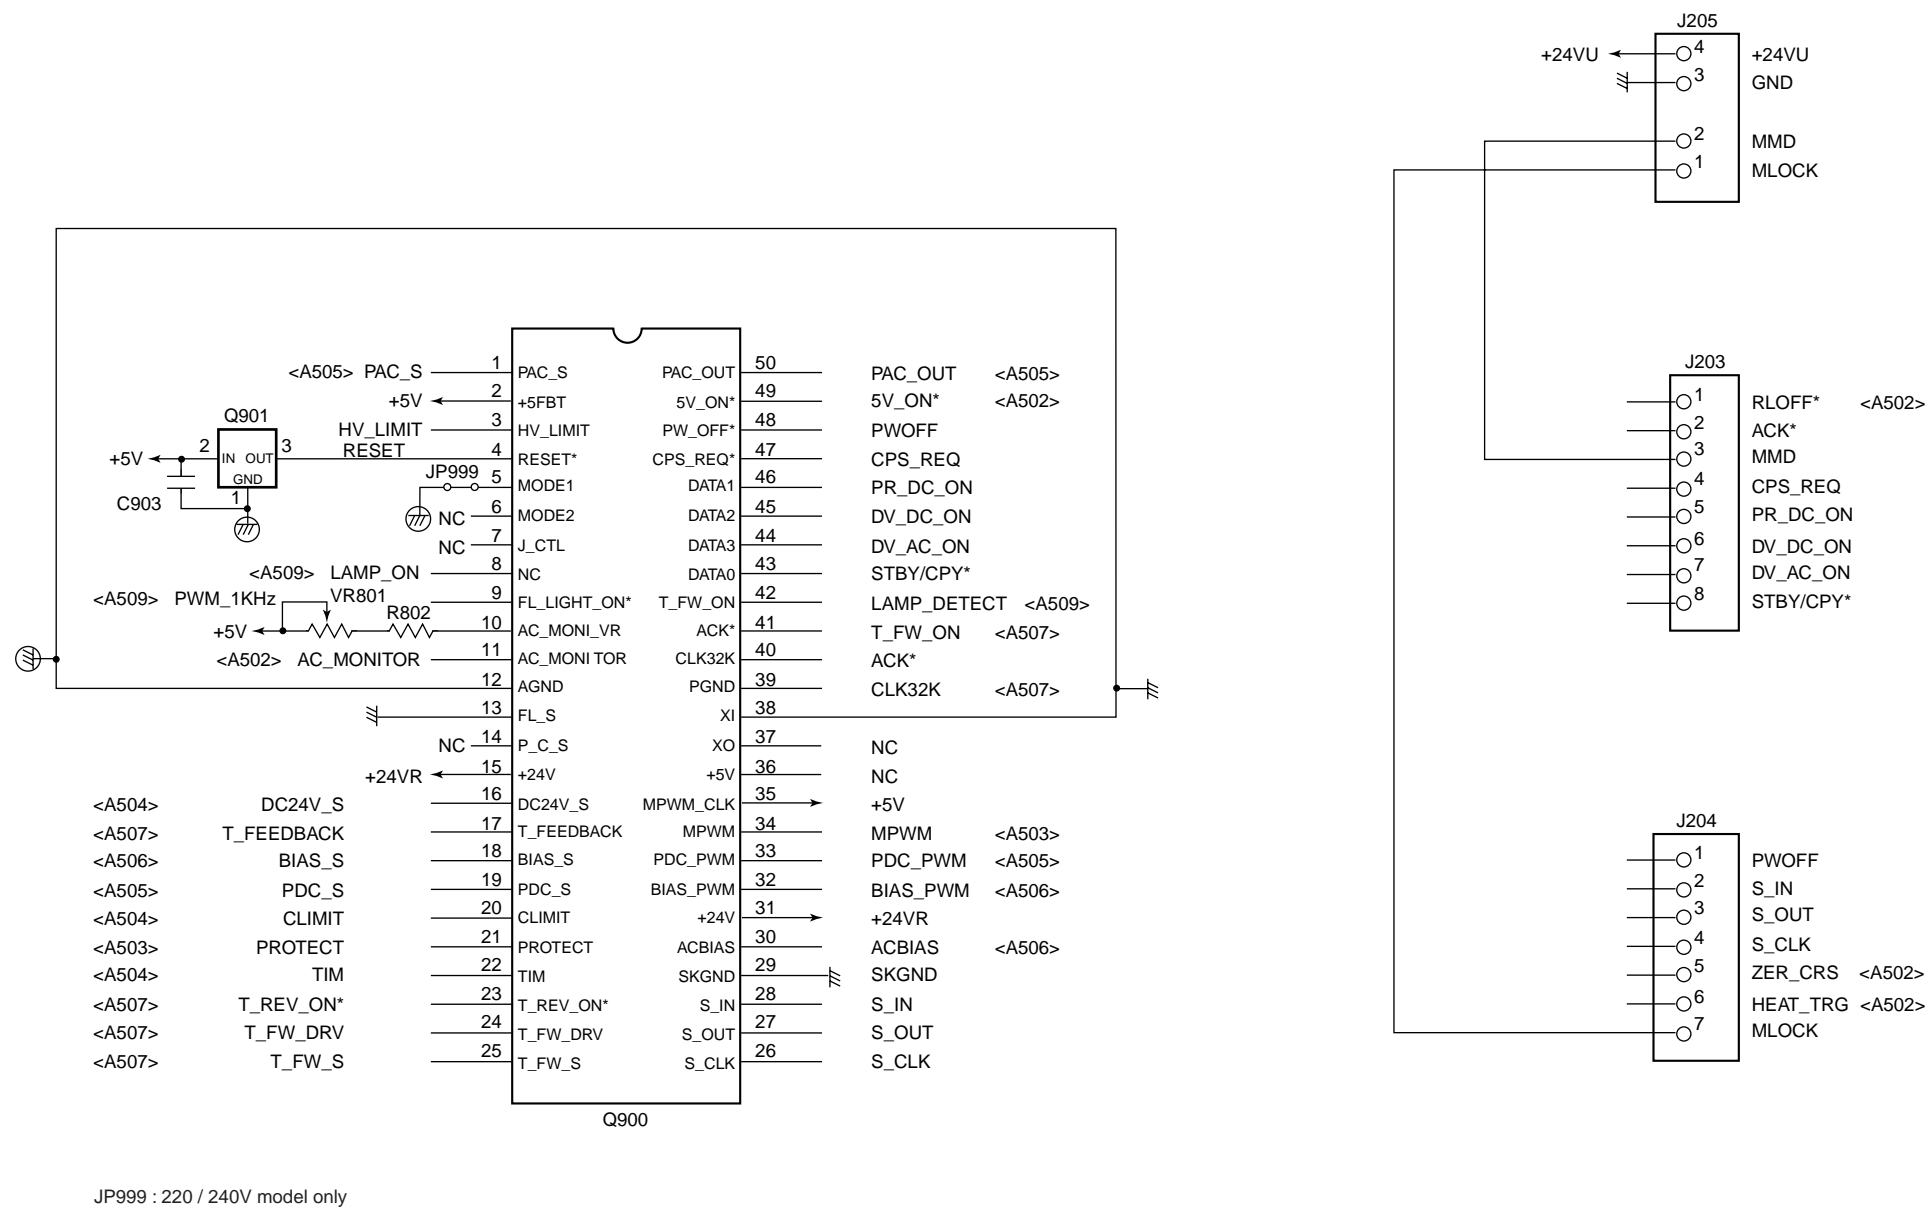 J205
+24VU 4 +24VU
3 GND
2 MMD
1 MLOCK
<A505> PAC_S 1 PAC_S PAC_OUT 50 PAC_OUT <A505>
+5V 2 +5FBT 5V_ON* 49 5V_ON* <A502>
HV_LIMIT 3 HV_LIMIT PW_OFF* 48 PWOFF
Q901
+5V 2 IN OUT 3 RESET 4 RESET* CPS_REQ* 47 CPS_REQ
GND
1
C903
JP999 5 MODE1 DATA1 46 PR_DC_ON
NC 6 MODE2 DATA2 45 DV_DC_ON
NC 7 J_CTL DATA3 44 DV_AC_ON
<A509> LAMP_ON 8 NC DATA0 43 STBY/CPY*
<A509> PWM_1KHz 9 FL_LIGHT_ON* T_FW_ON 42 LAMP_DETECT <A509>
VR801
R802
+5V 10 AC_MONI_VR ACK* 41 T_FW_ON <A507>
<A502> AC_MONITOR 11 AC_MONI TOR CLK32K 40 ACK*
12 AGND PGND 39 CLK32K <A507>
13 FL_S XI 38
NC 14 P_C_S XO 37 NC
+24VR 15 +24V +5V 36 NC
<A504> DC24V_S 16 DC24V_S MPWM_CLK 35 +5V
<A507> T_FEEDBACK 17 T_FEEDBACK MPWM 34 MPWM <A503>
<A506> BIAS_S 18 BIAS_S PDC_PWM 33 PDC_PWM <A505>
<A505> PDC_S 19 PDC_S BIAS_PWM 32 BIAS_PWM <A506>
<A504> CLIMIT 20 CLIMIT +24V 31 +24VR
<A503> PROTECT 21 PROTECT ACBIAS 30 ACBIAS <A506>
<A504> TIM 22 TIM SKGND 29 SKGND
<A507> T_REV_ON* 23 T_REV_ON* S_IN 28 S_IN
<A507> T_FW_DRV 24 T_FW_DRV S_OUT 27 S_OUT
<A507> T_FW_S 25 T_FW_S S_CLK 26 S_CLK
Q900
J203
1 RLOFF* <A502>
2 ACK*
3 MMD
4 CPS_REQ
5 PR_DC_ON
6 DV_DC_ON
7 DV_AC_ON
8 STBY/CPY*
J204
1 PWOFF
2 S_IN
3 S_OUT
4 S_CLK
5 ZER_CRS <A502>
6 HEAT_TRG <A502>
7 MLOCK
JP999 : 220 / 240V model only